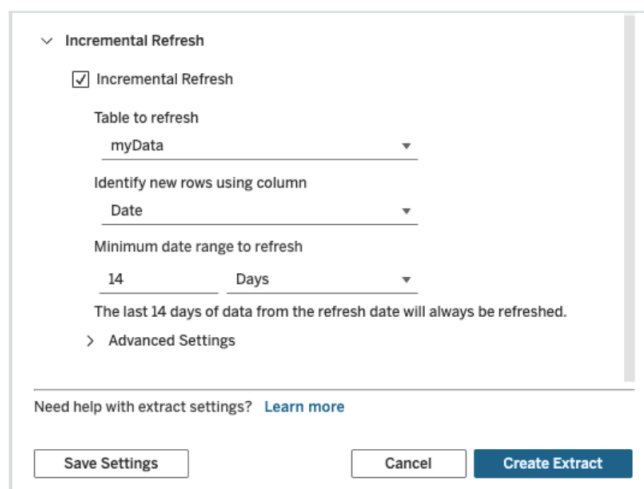 Incremental Refresh
Incremental Refresh
Table to refresh
myData
Identify new rows using column
Date
Minimum date range to refresh
14 Days
The last 14 days of data from the refresh date will always be refreshed.
Advanced Settings
Need help with extract settings? Learn more
Save Settings Cancel Create Extract